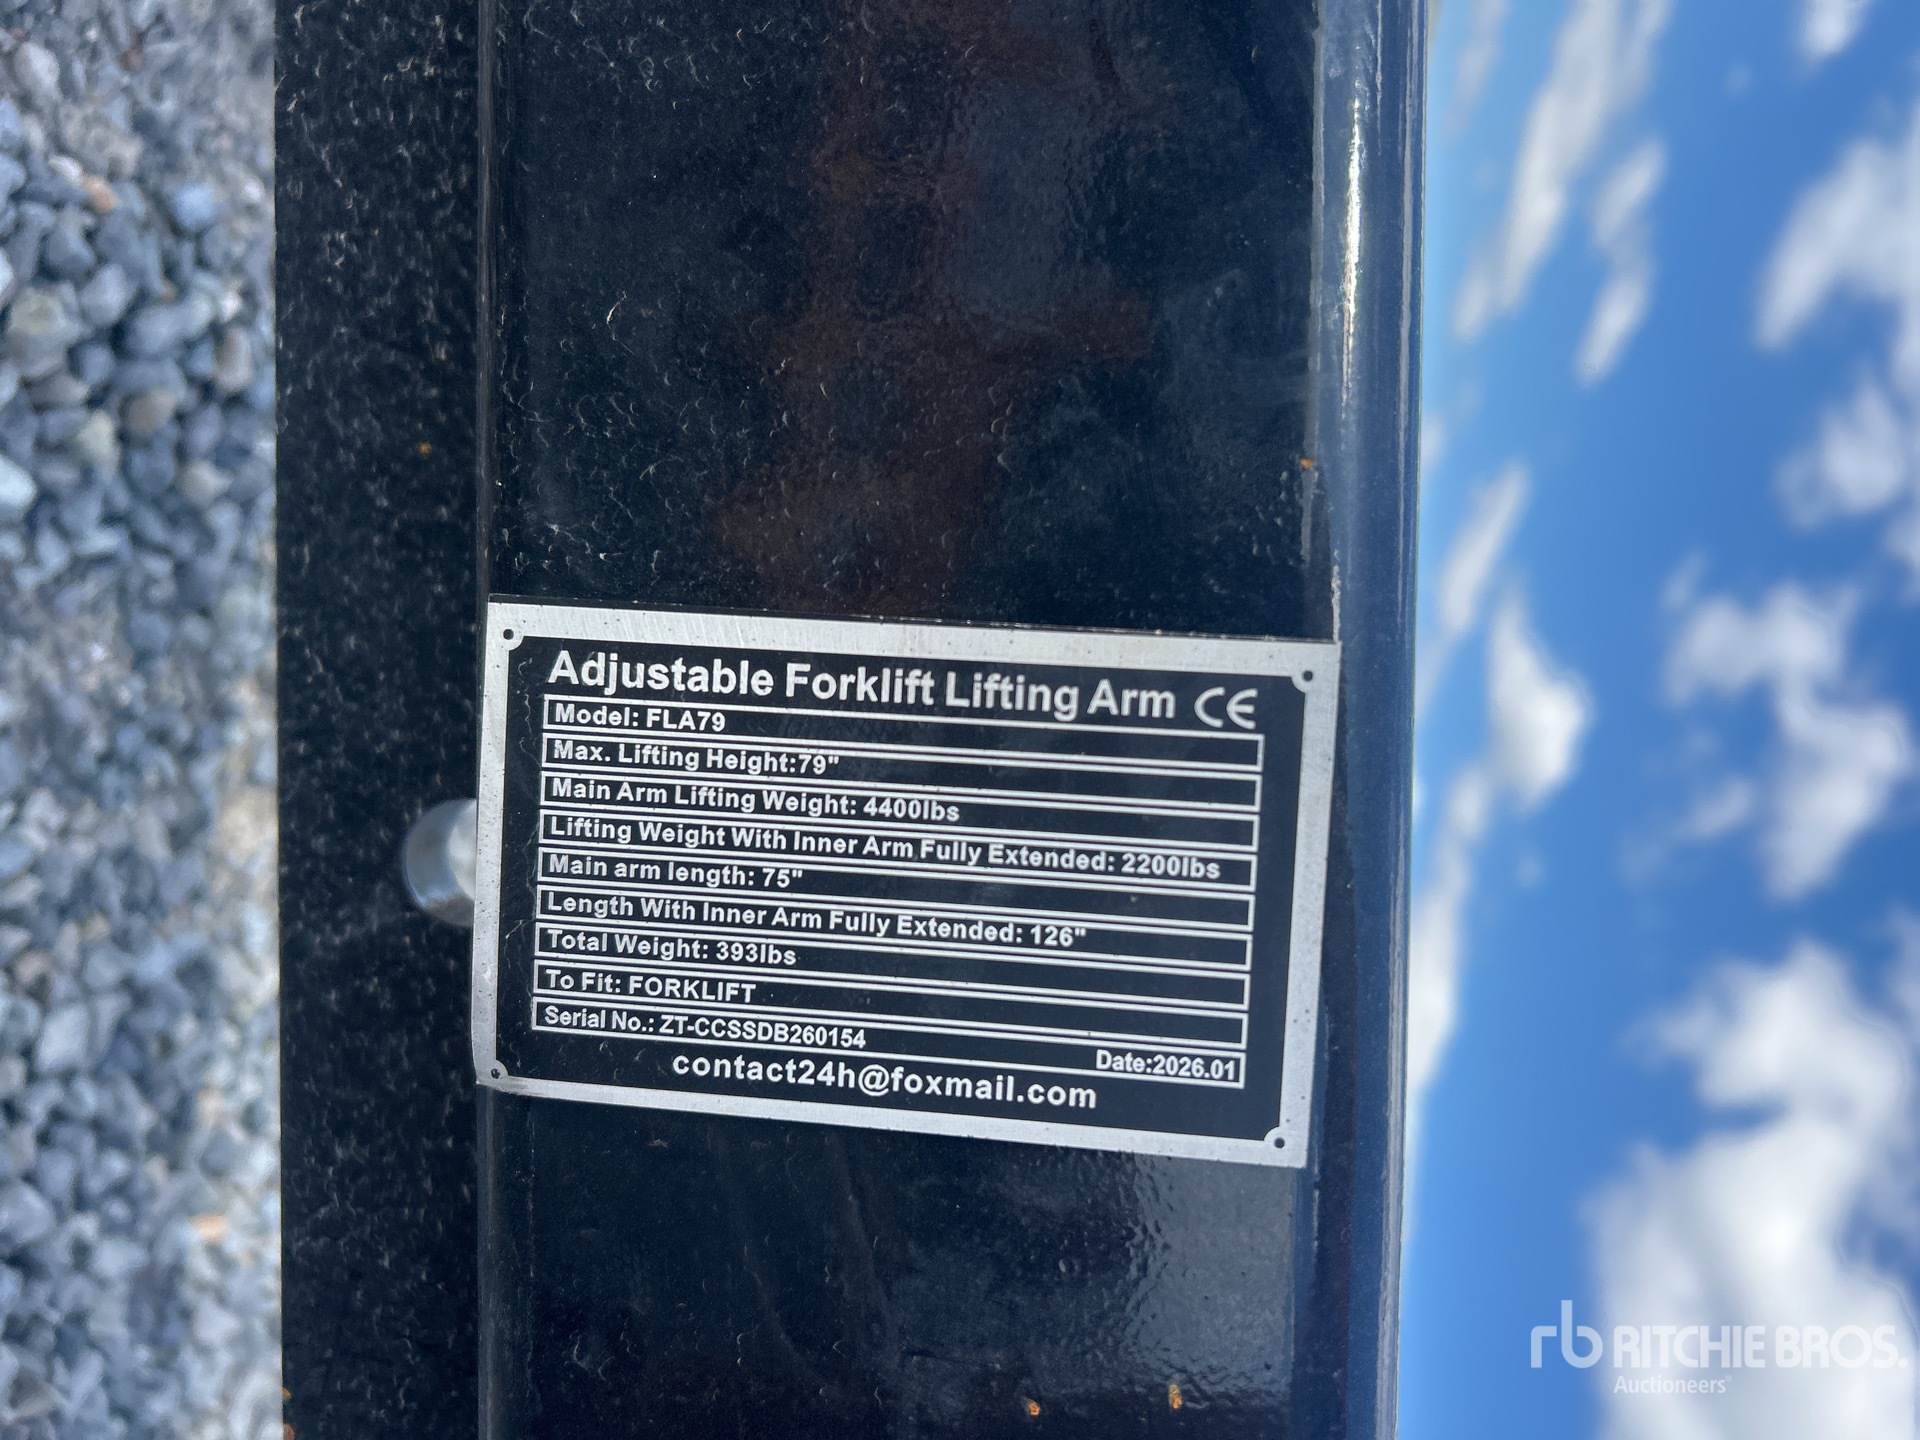 Adjustable Forklift Lifting Arm CE
Model: FLA79
Max. Lifting Height:79"
Main Arm Lifting Weight: 4400lbs
Lifting Weight With Inner Arm Fully Extended: 2200lbs
Main arm length: 75"
Length With Inner Arm Fully Extended: 126"
Total Weight: 393lbs
To Fit: FORKLIFT
Serial No.: ZT-CCSSDB260154 Date:2026.01
contact24h@foxmail.com
rb RITCHIE BROS.
Auctioneers